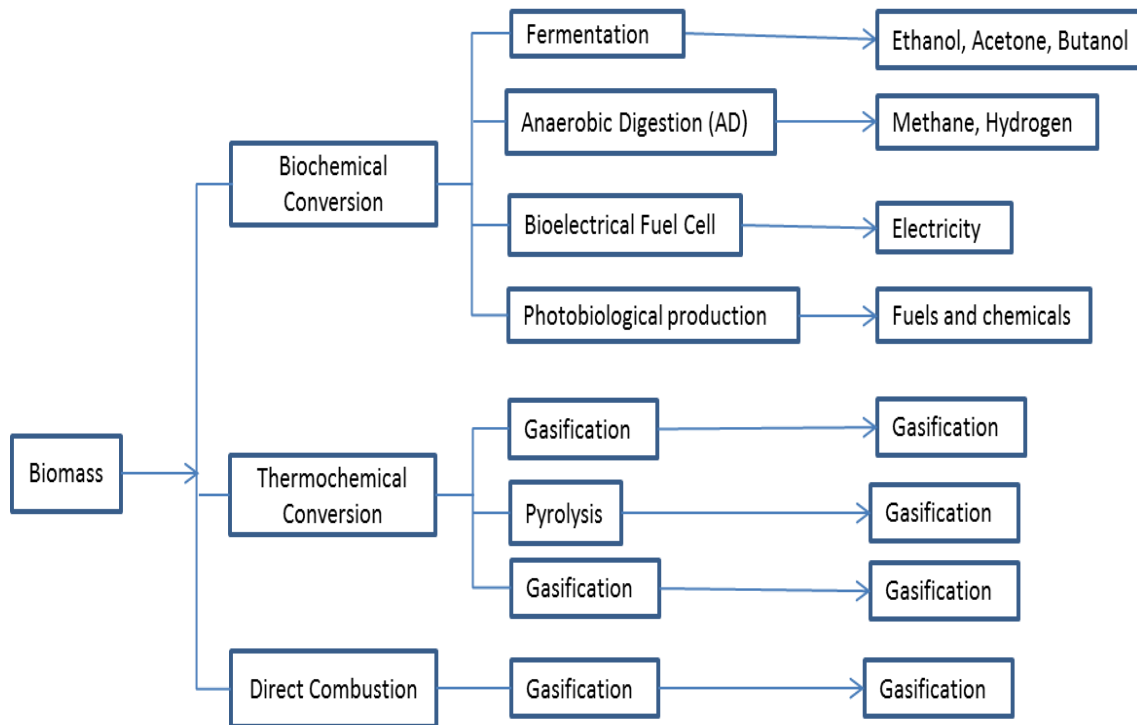 Fermentation
Ethanol, Acetone, Butanol
Anaerobic Digestion (AD)
Methane, Hydrogen
Biochemical
Conversion
Bioelectrical Fuel Cell
Electricity
Photobiological production
Fuels and chemicals
Biomass
Thermochemical
Conversion
Gasification
Gasification
Pyrolysis
Gasification
Gasification
Gasification
Direct Combustion
Gasification
Gasification